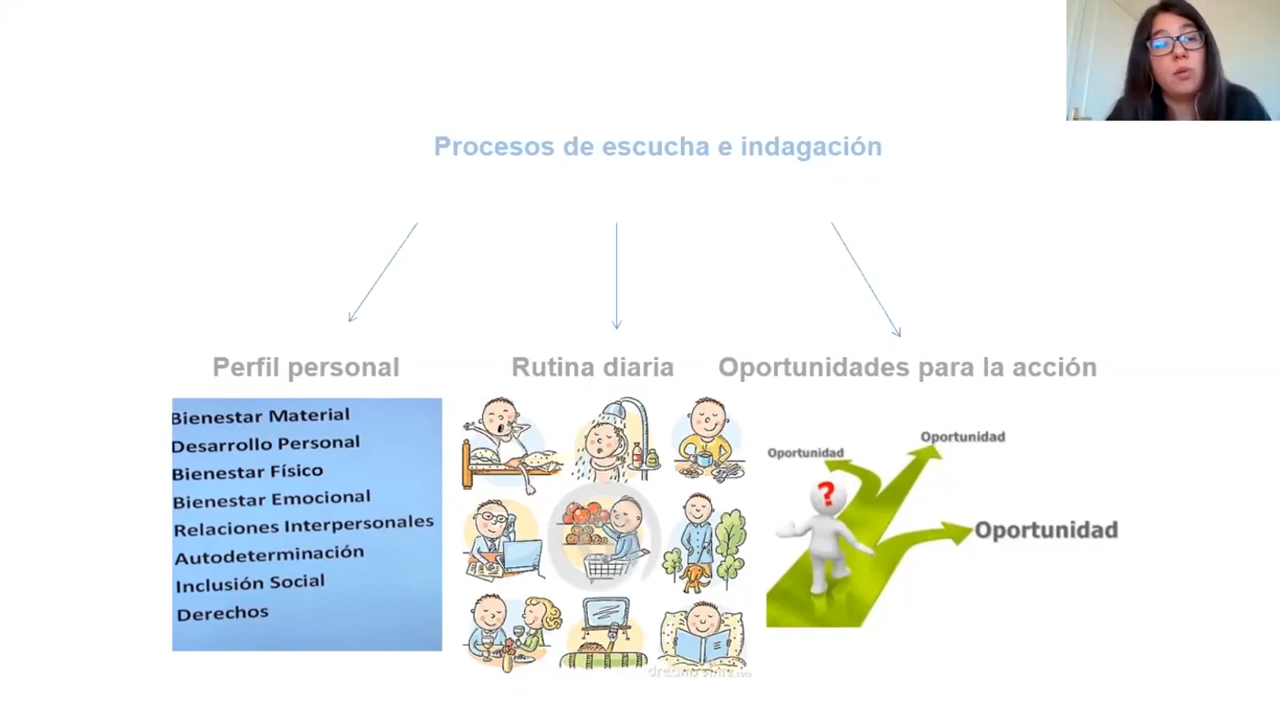 Procesos de escucha e indagación
Perfil personal
Rutina diaria
Oportunidades para la acción
Bienestar Material
Desarrollo Personal
Bienestar Físico
Bienestar Emocional
Relaciones Interpersonales
Autodeterminación
Inclusión Social
Derechos
Oportunidad
Oportunidad
?
Oportunidad